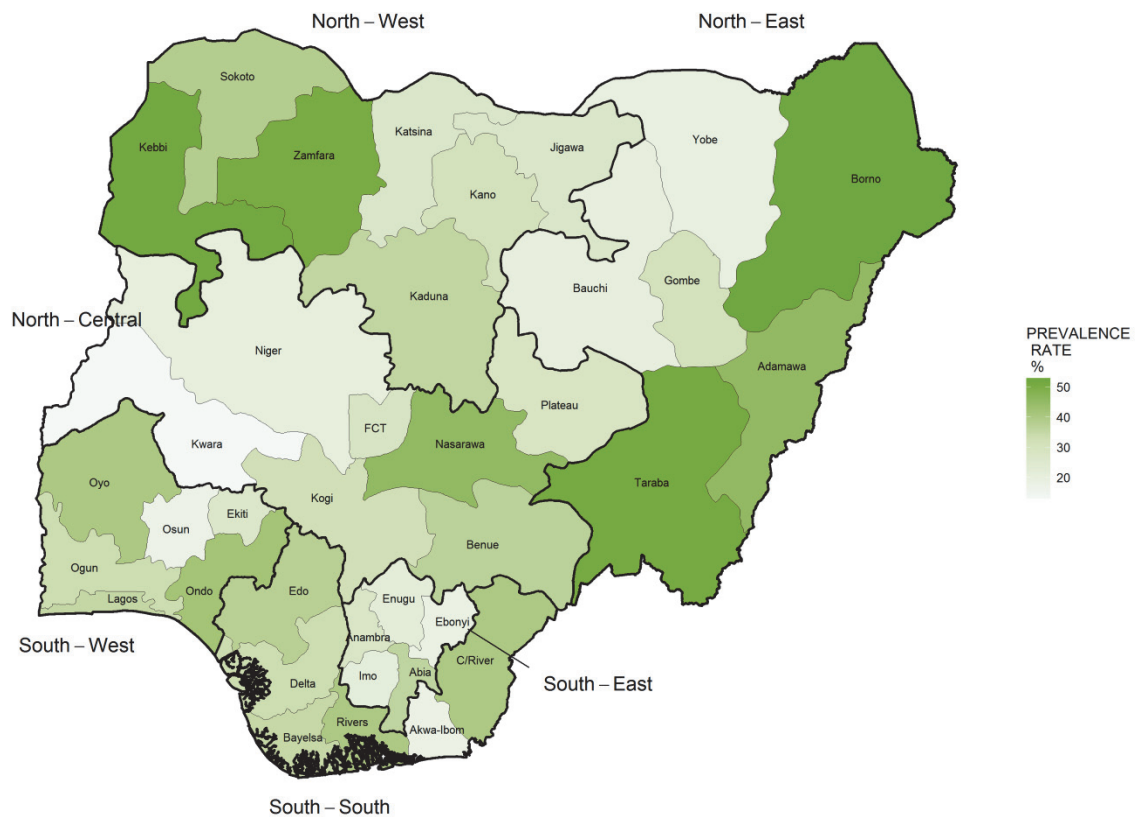 North – West
North – East
Sokoto
Katsina
Yobe
Kebbi
Zamfara
Jigawa
Borno
Kano
Bauchi
Gombe
Kaduna
North – Central
Niger
PREVALENCE
RATE
%
50
40
30
20
Adamawa
Plateau
FCT
Kwara
Nasarawa
Taraba
Oyo
Kogi
Osun
Ekiti
Benue
Ogun
Lagos
Ondo
Edo
Enugu
Ebonyi
Anambra
South – West
C/River
Imo
Abia
Delta
South – East
Rivers
Akwa-Ibom
Bayelsa
South – South